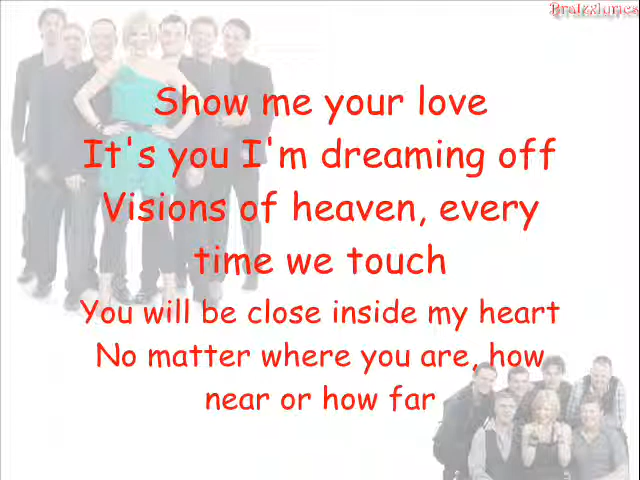 Show me your love
It's you I'm dreaming off
Visions of heaven, every
time we touch
You will be close inside my heart
No matter where you are, how
near or how far